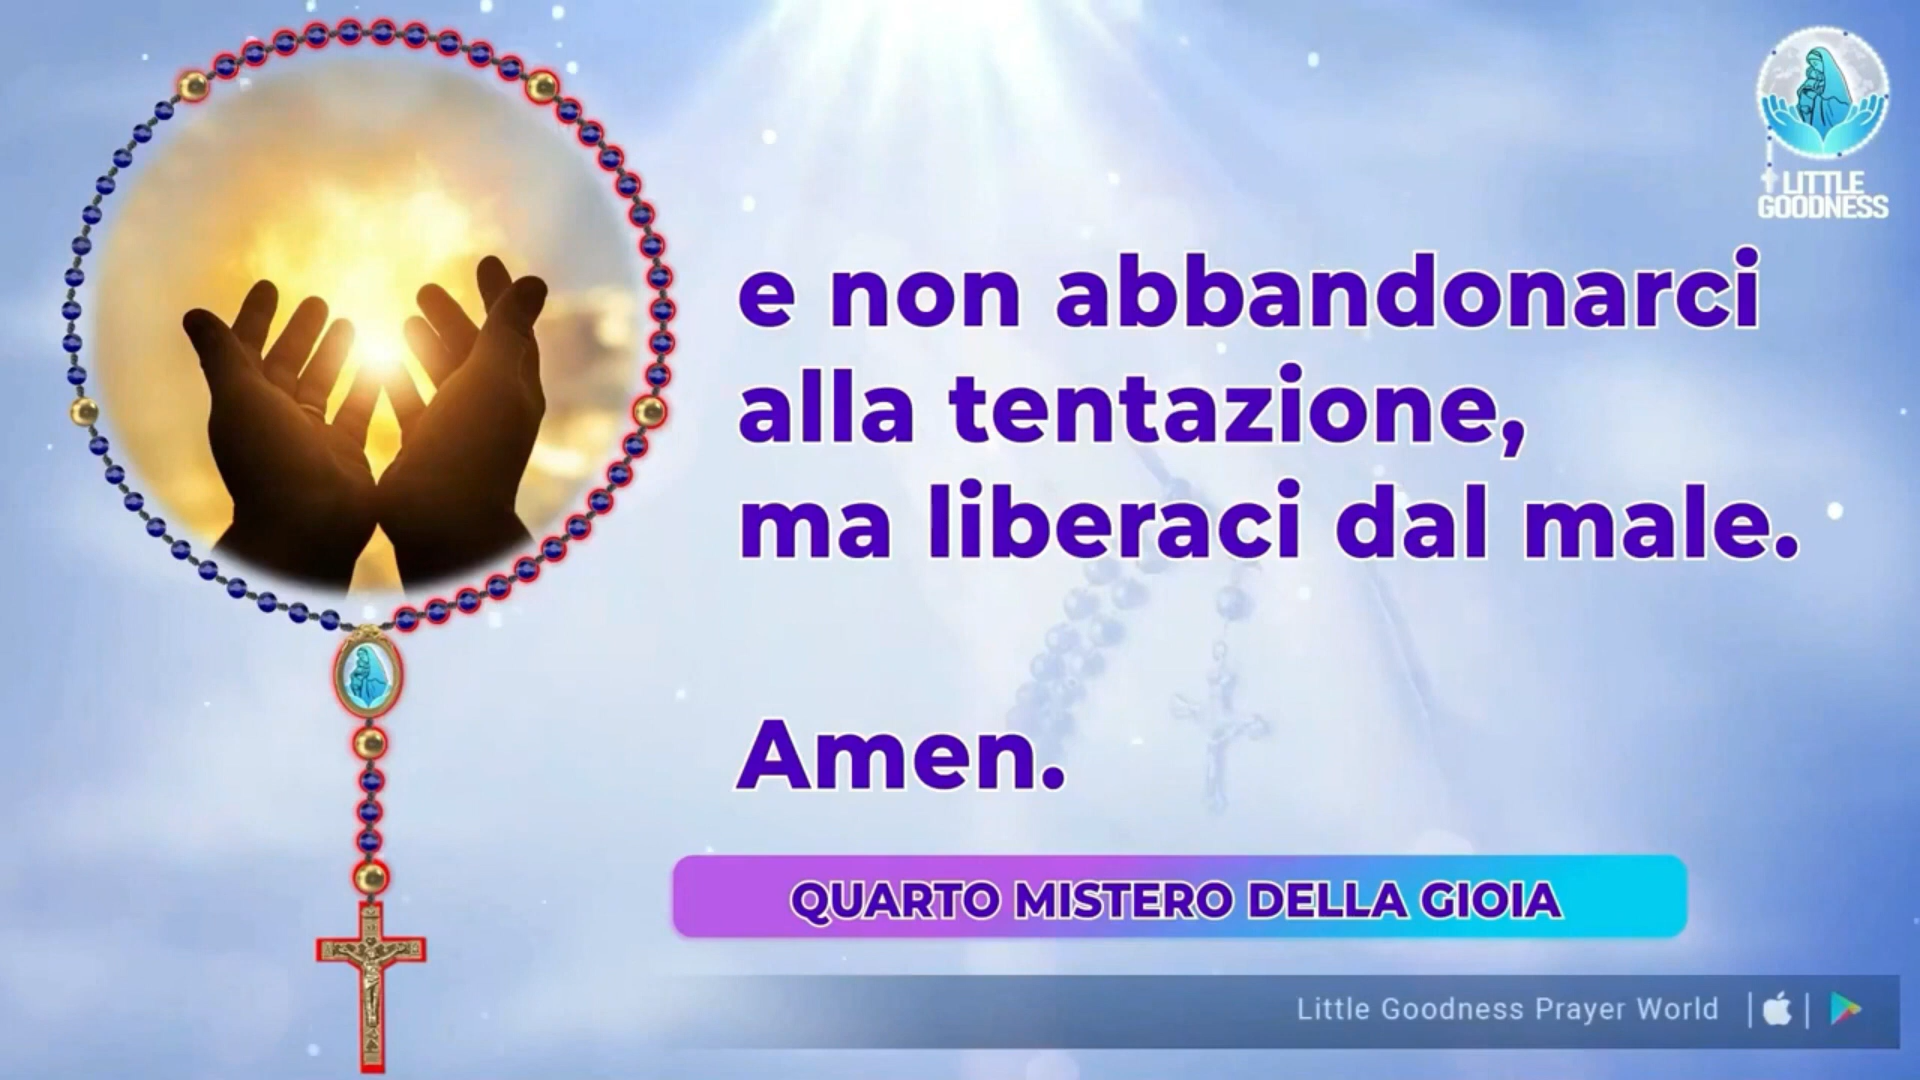 LITTLE
GOODNESS
e non abbandonarci
alla tentazione,
ma liberaci dal male.
Amen.
QUARTO MISTERO DELLA GIOIA
Little Goodness Prayer World